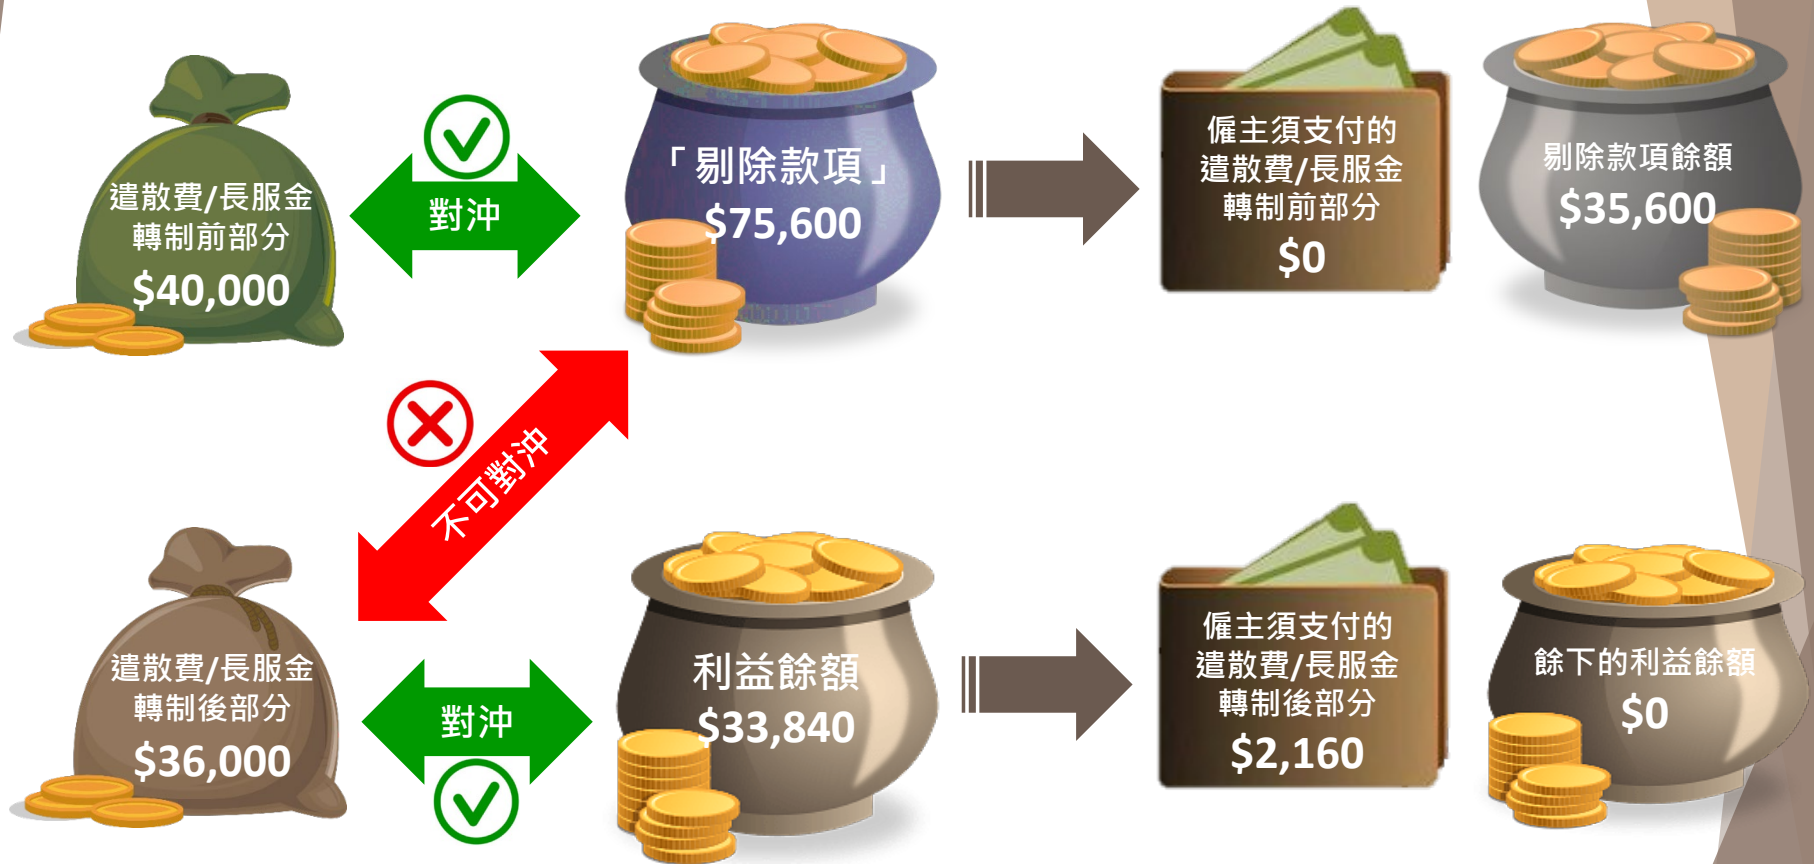 遣散費/長服金
轉制前部分
$40,000
對沖
「剔除款項」
$75,600
僱主須支付的
遣散費/長服金
轉制前部分
$0
剔除款項餘額
$35,600
不可對沖
遣散費/長服金
轉制後部分
$36,000
對沖
利益餘額
$33,840
僱主須支付的
遣散費/長服金
轉制後部分
$2,160
餘下的利益餘額
$0